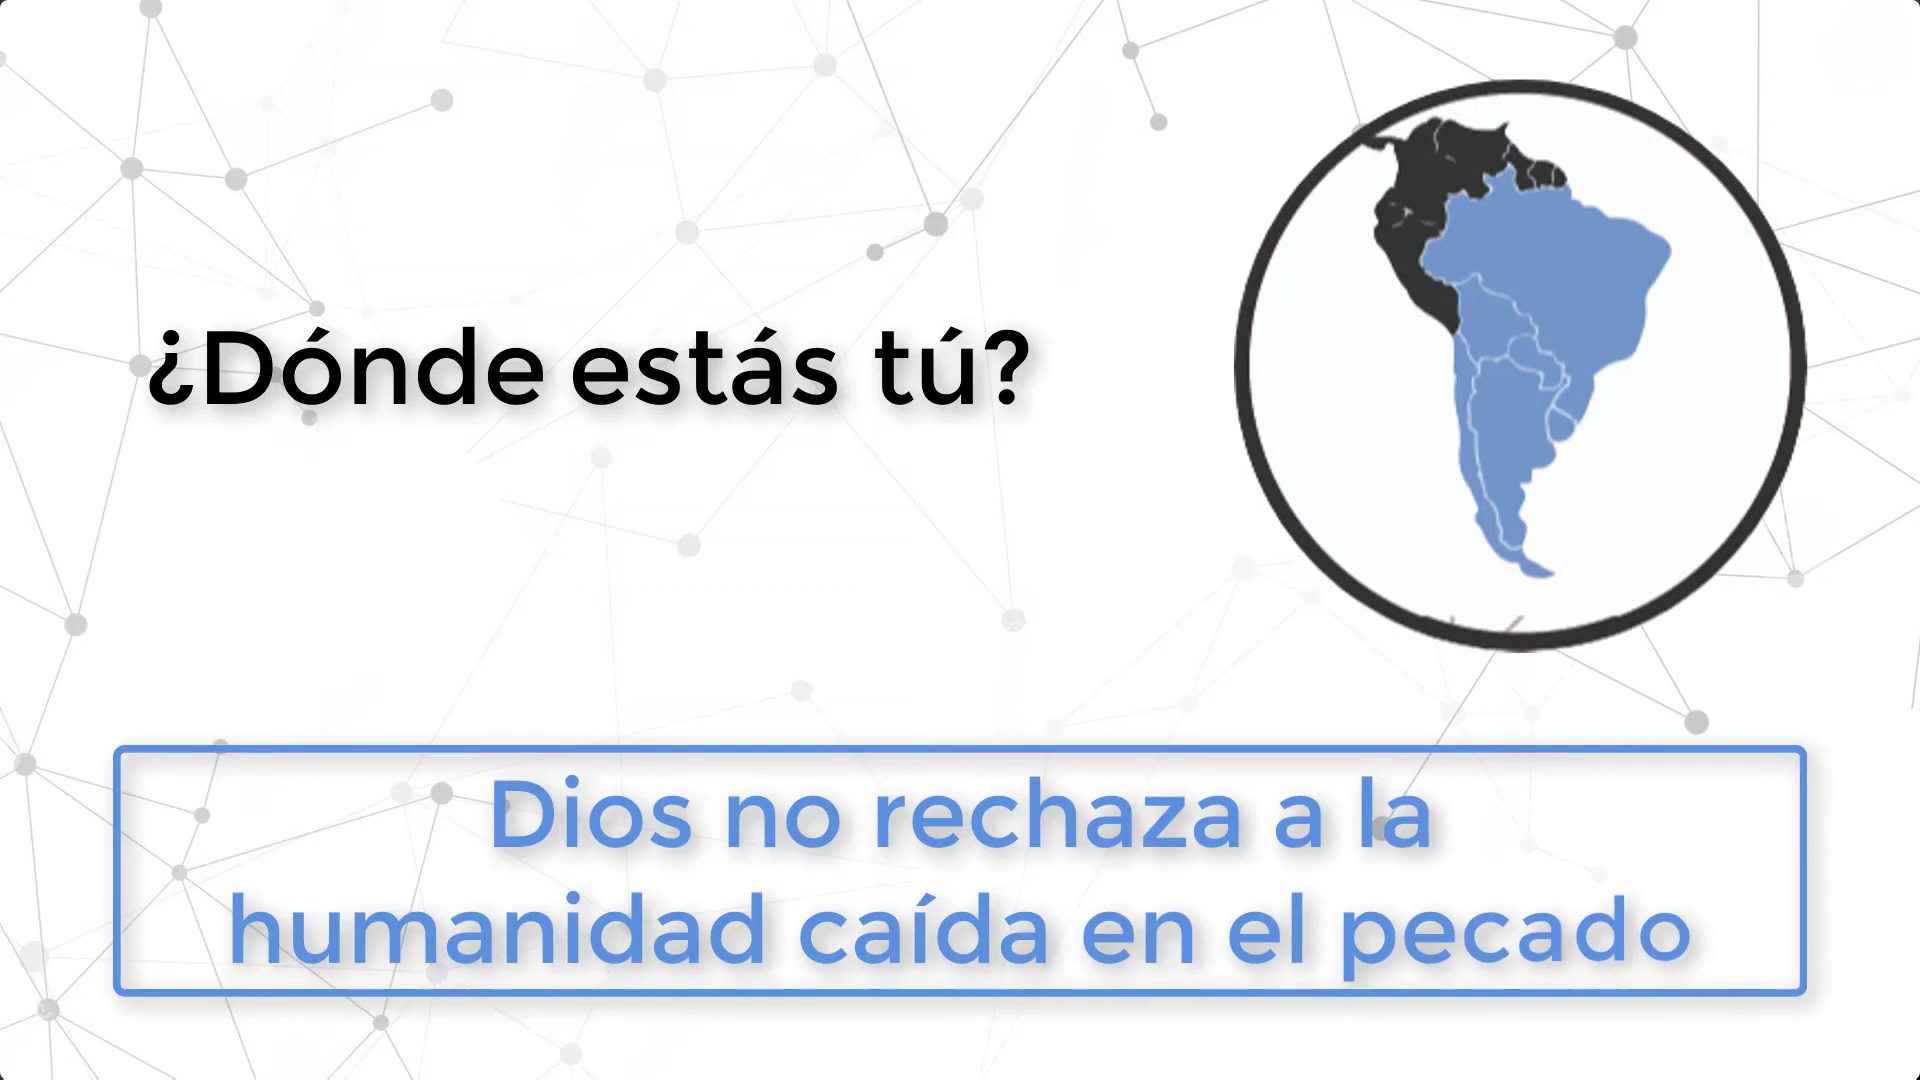 ¿Dónde estás tú?
Dios no rechaza a la
humanidad caída en el pecado